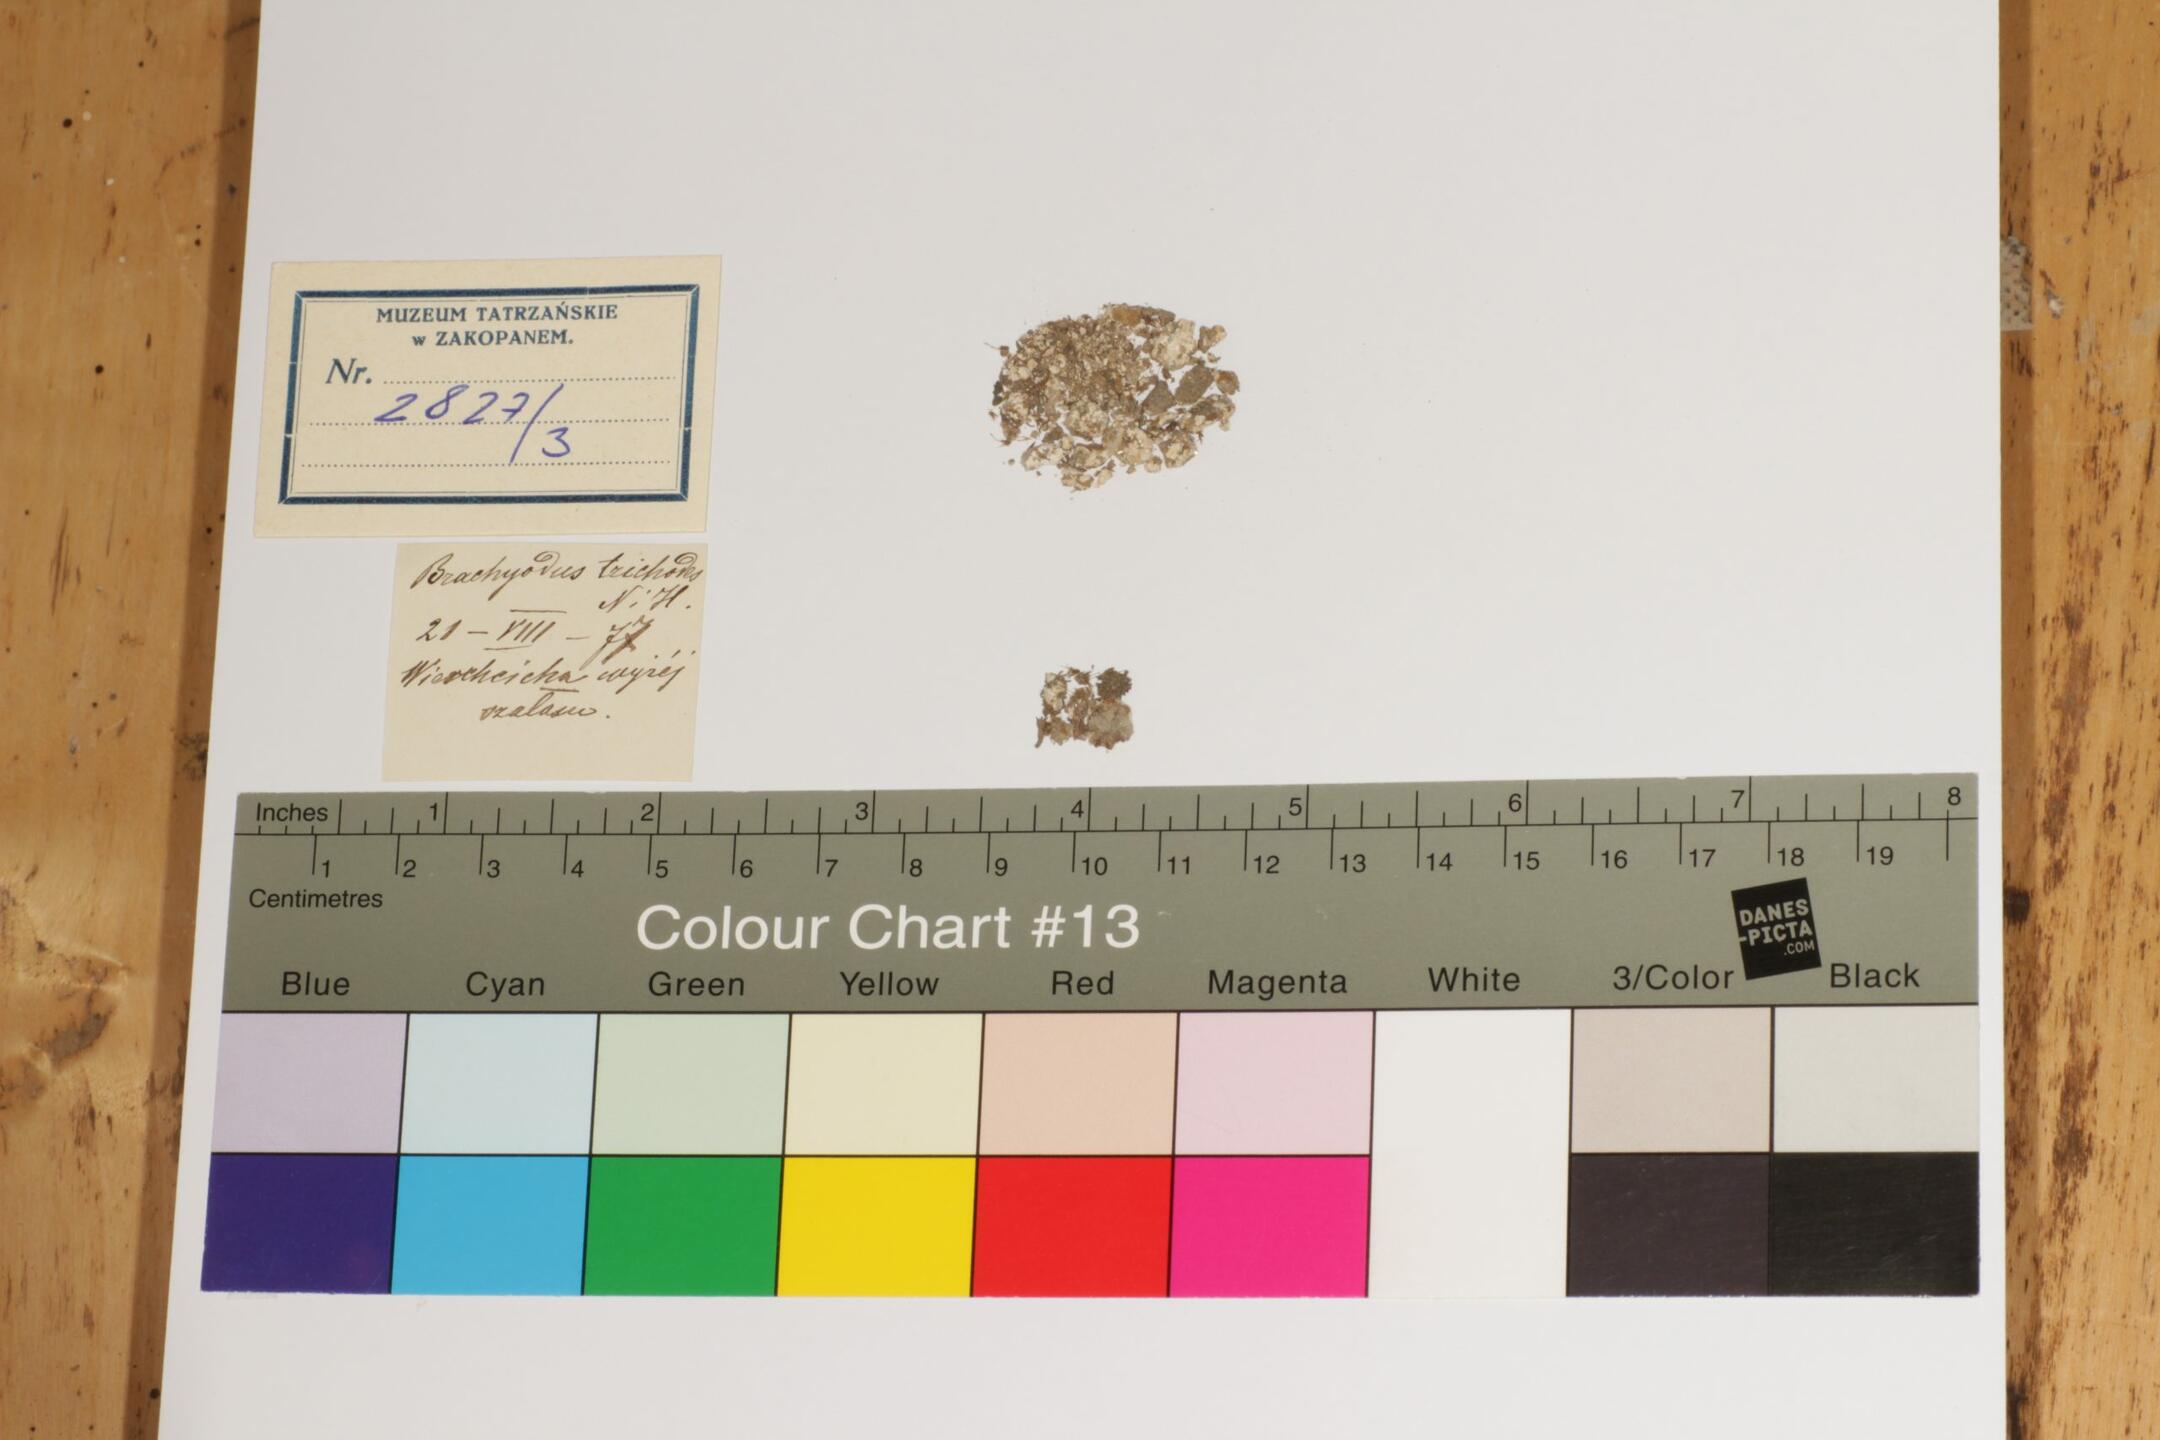 MUZEUM TATRZAŃSKIE
w ZAKOPANEM.
Nr.
2827/3
Brachyodus trichodes
N. H.
21 – VIII – 77
Wierchcicha wyżéj
szałasu.
Inches 1 2 3 4 5 6 7 8
1 2 3 4 5 6 7 8 9 10 11 12 13 14 15 16 17 18 19
Centimetres
Colour Chart #13
DANES
-PICTA
.COM
Blue Cyan Green Yellow Red Magenta White 3/Color Black